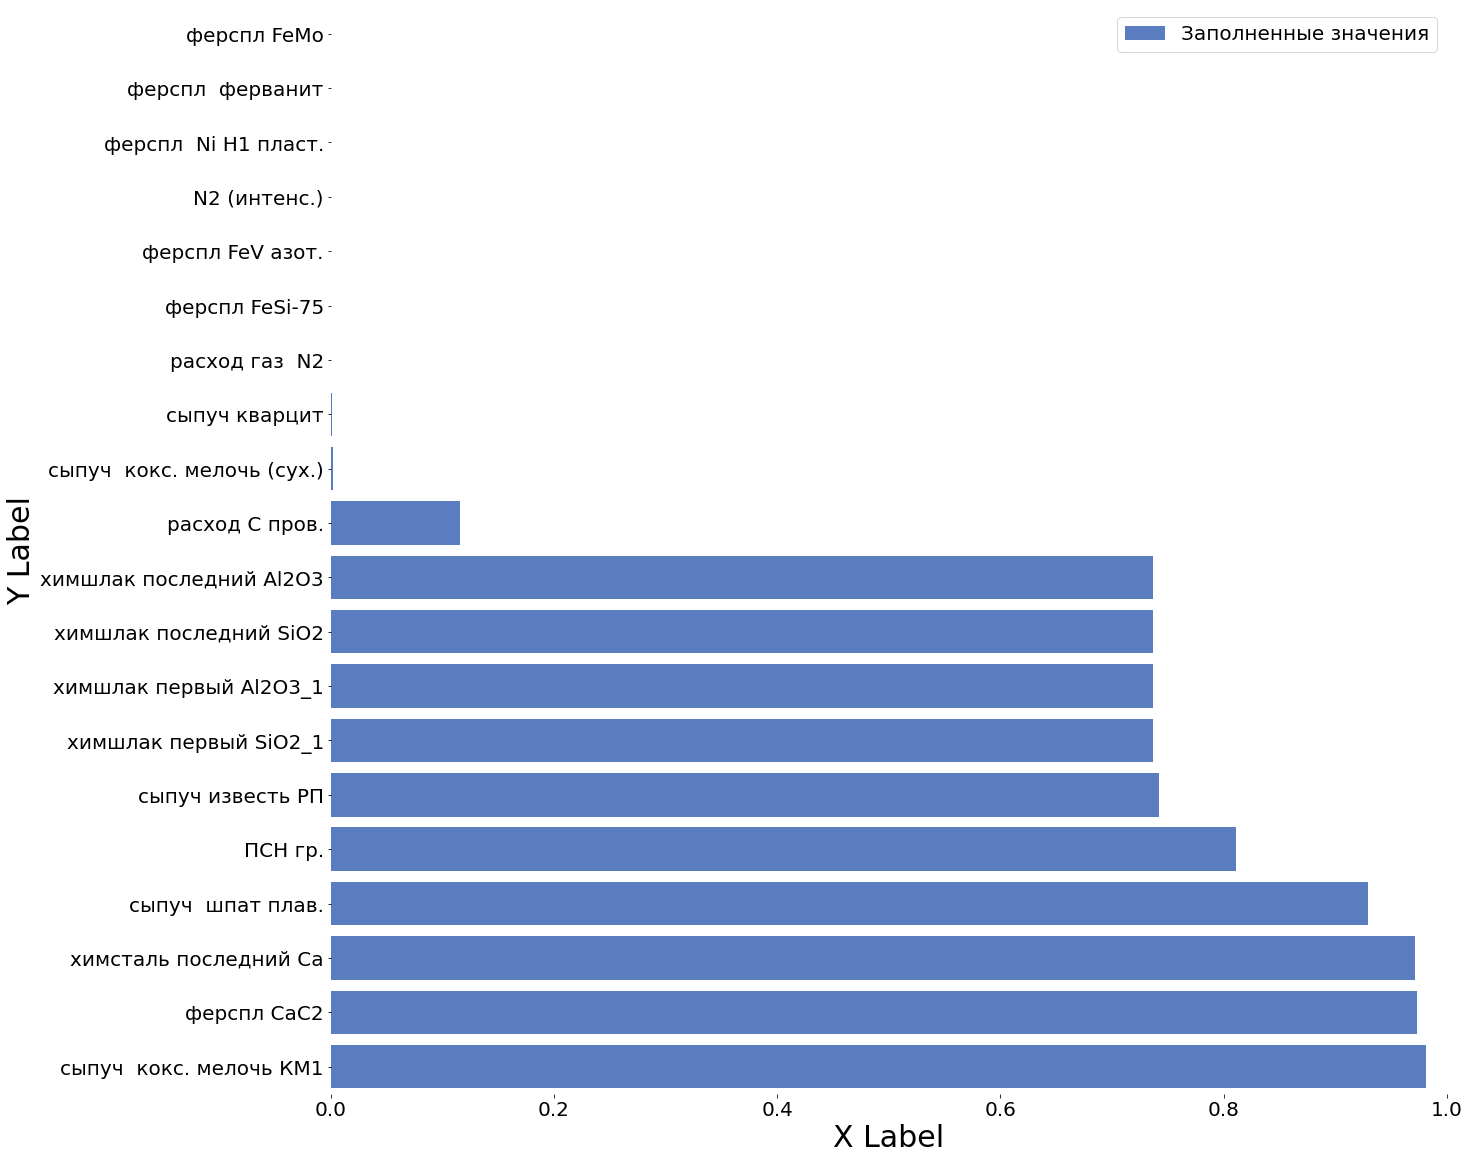 ферспл FeMo
Заполненные значения
ферспл  ферванит
ферспл  Ni H1 пласт.
N2 (интенс.)
ферспл FeV азот.
ферспл FeSi-75
расход газ  N2
сыпуч кварцит
сыпуч  кокс. мелочь (сух.)
расход C пров.
химшлак последний Al2O3
химшлак последний SiO2
химшлак первый Al2O3_1
химшлак первый SiO2_1
сыпуч известь РП
ПСН гр.
сыпуч  шпат плав.
химсталь последний Ca
ферспл CaC2
сыпуч  кокс. мелочь КМ1
Y Label
0.0 0.2 0.4 0.6 0.8 1.0
X Label